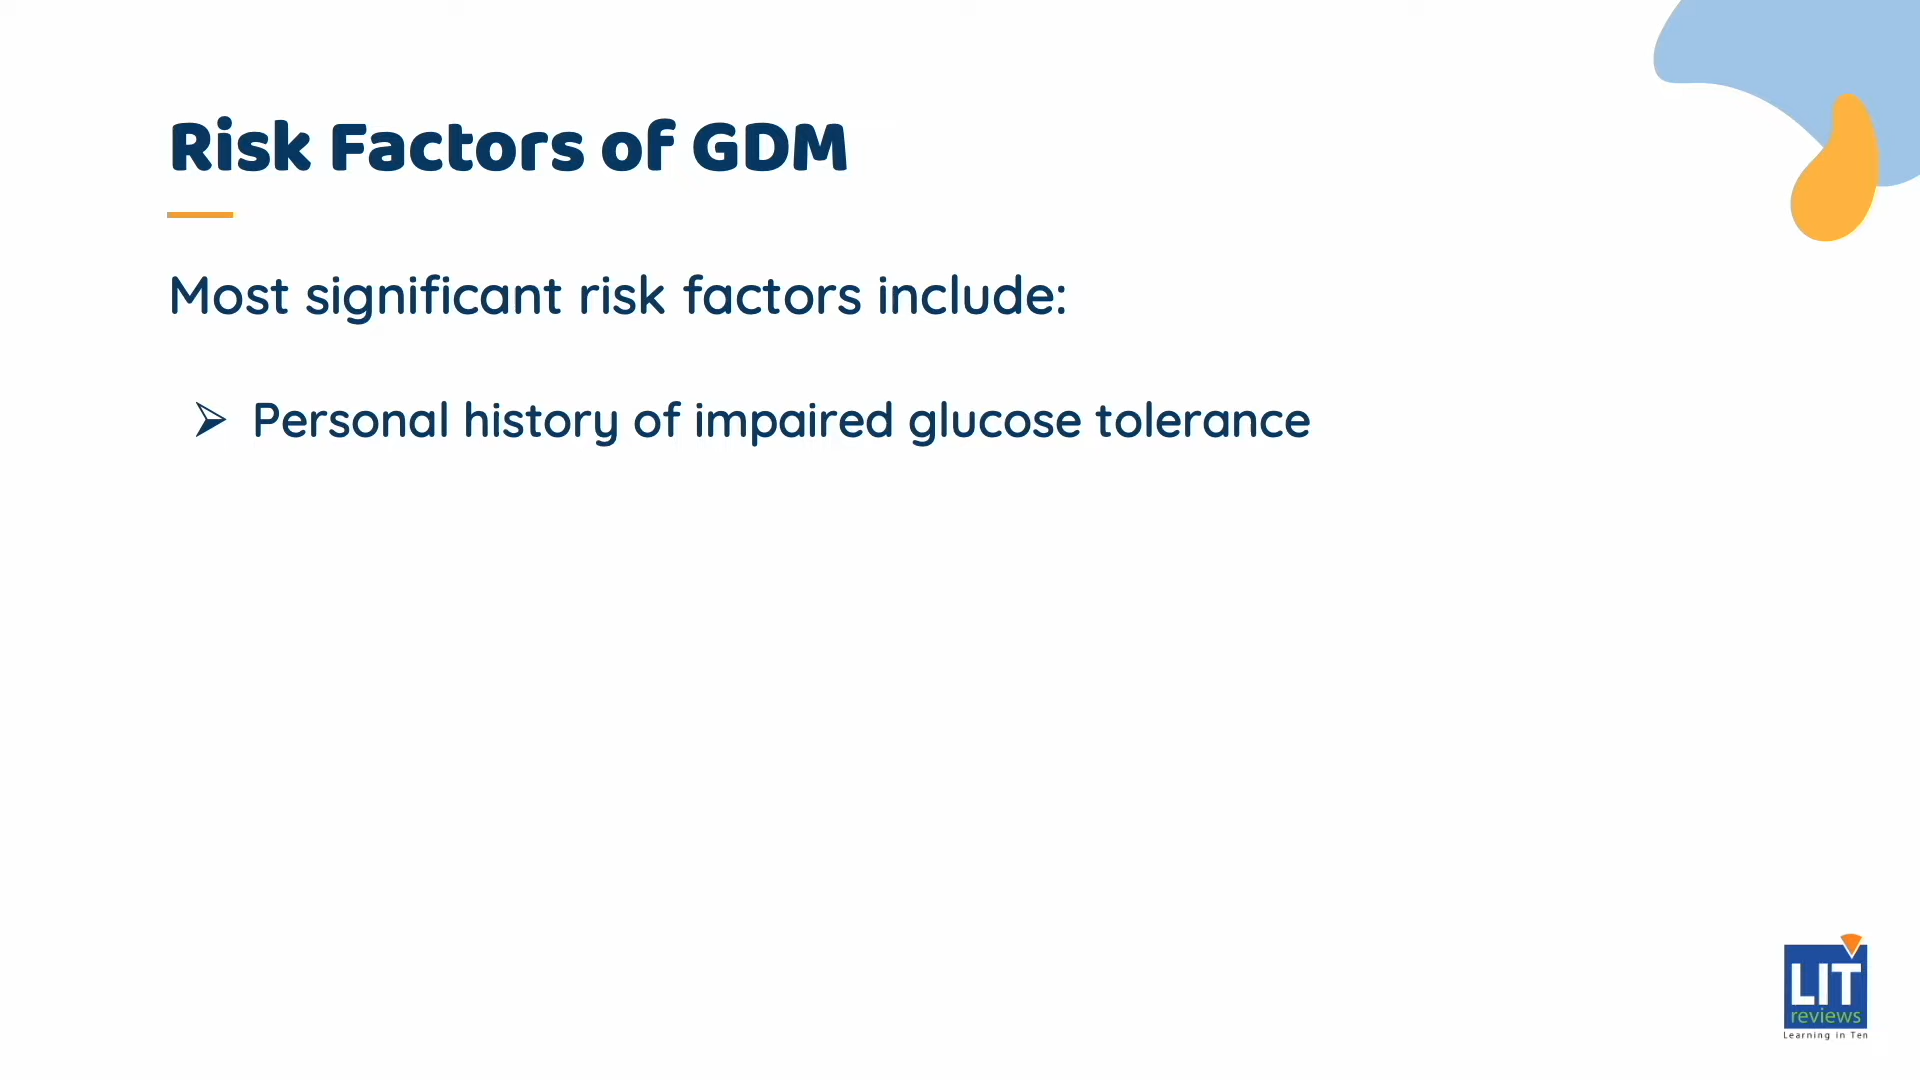 Risk Factors of GDM
Most significant risk factors include:
➢ Personal history of impaired glucose tolerance
LIT
reviews
Learning in Ten